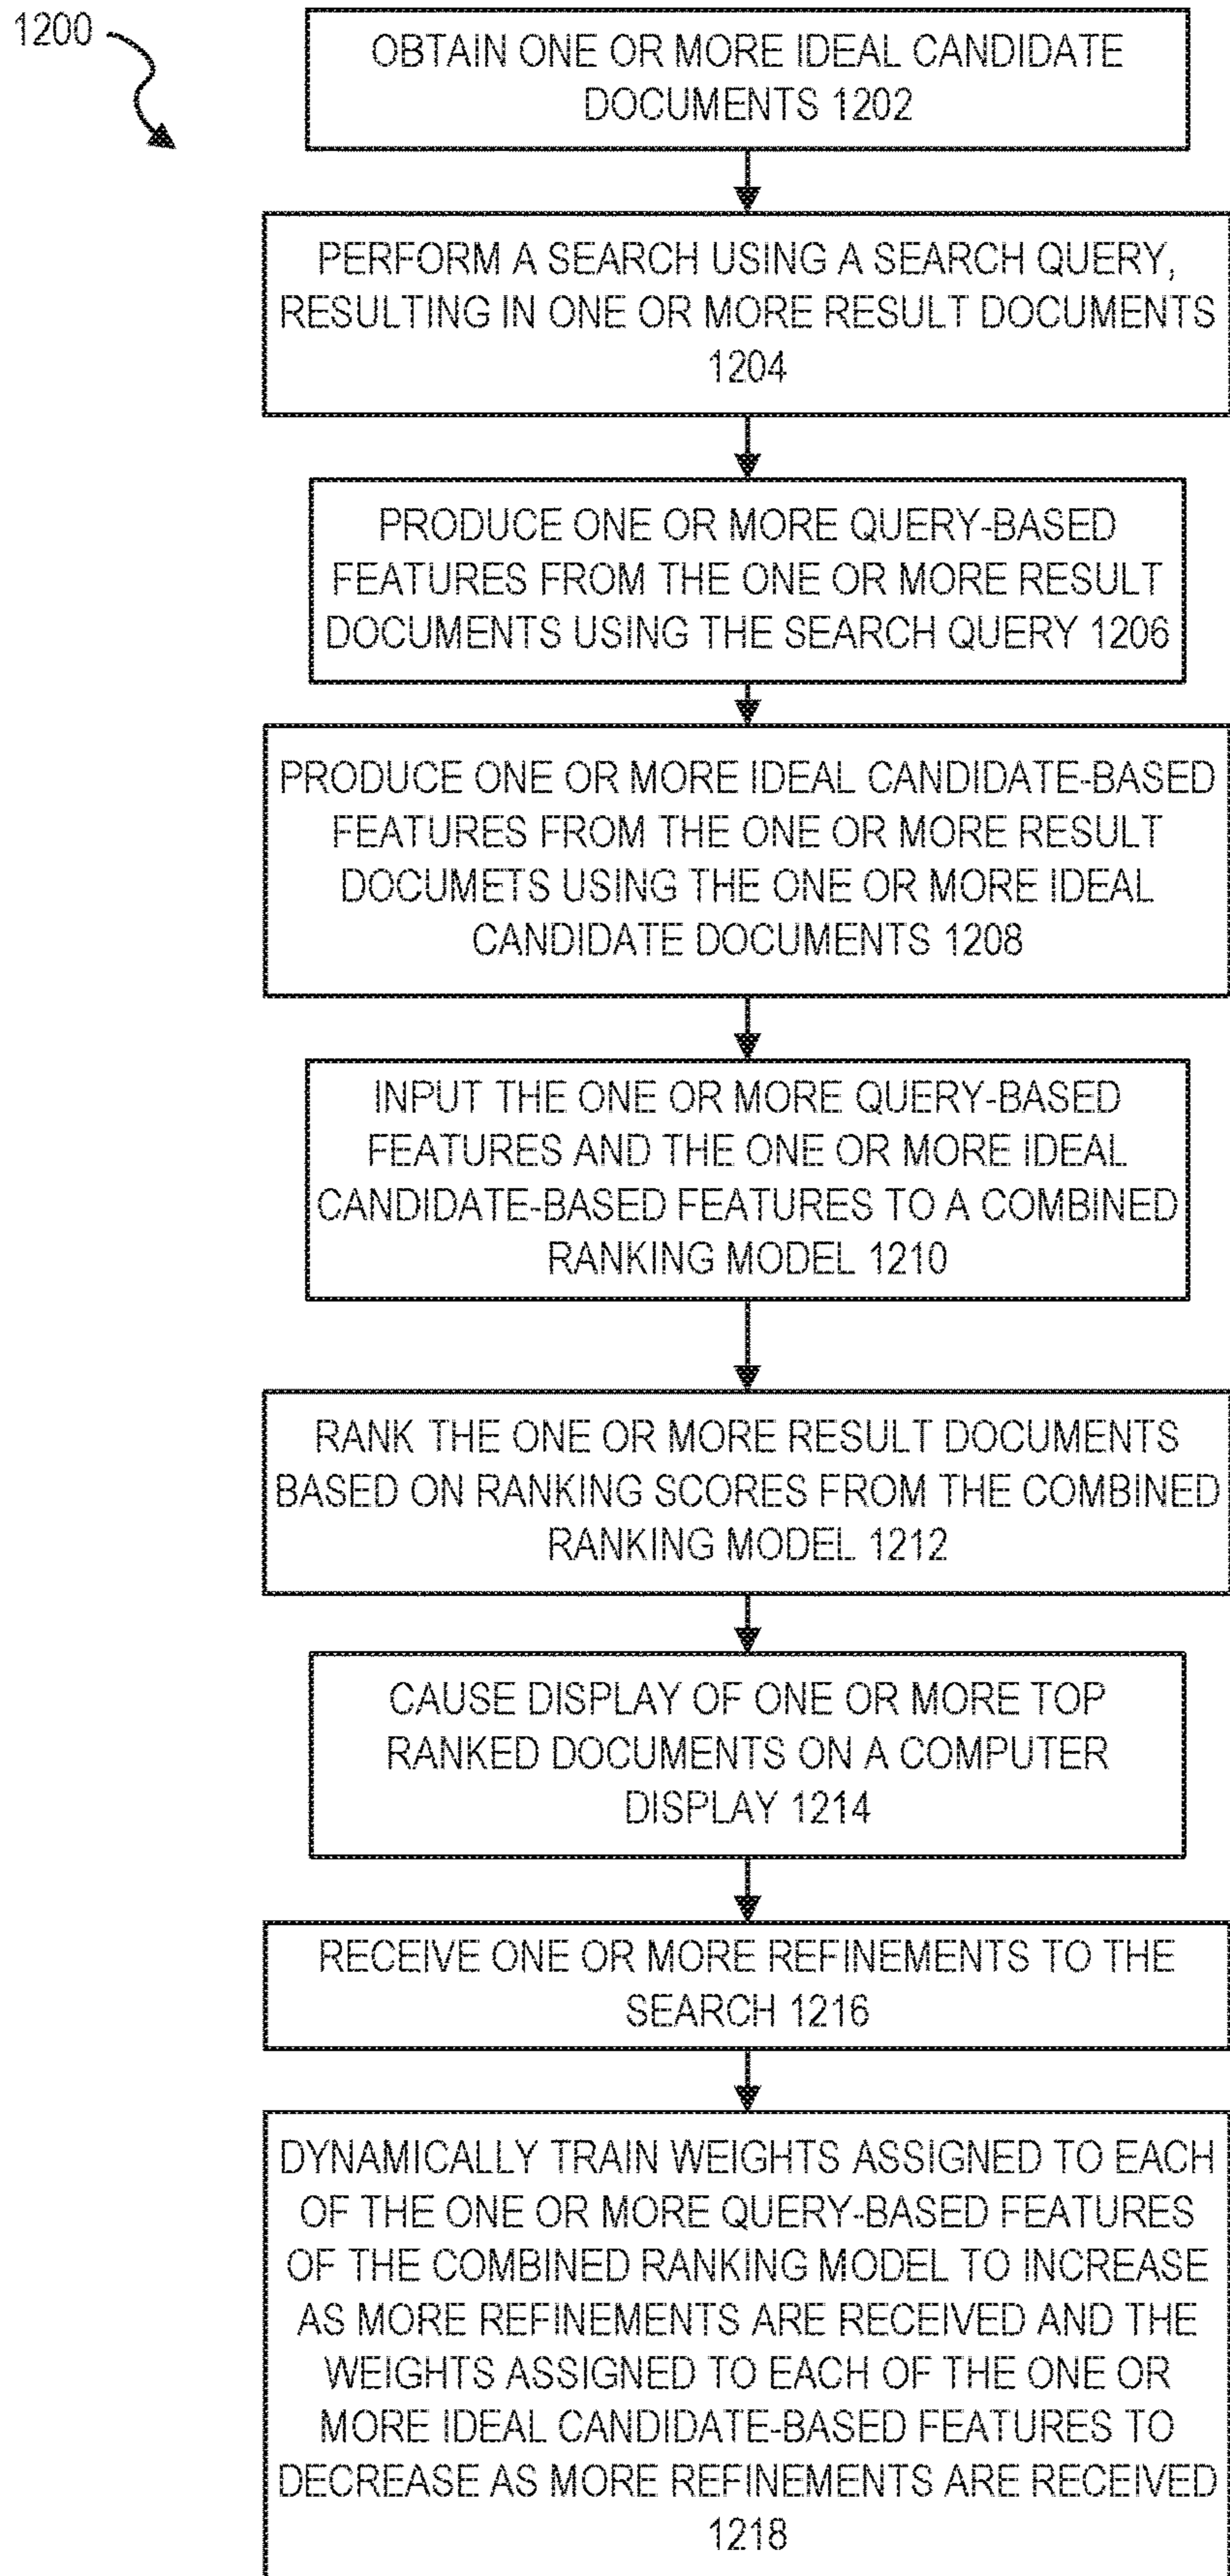 1200
OBTAIN ONE OR MORE IDEAL CANDIDATE
DOCUMENTS 1202
PERFORM A SEARCH USING A SEARCH QUERY,
RESULTING IN ONE OR MORE RESULT DOCUMENTS
1204
PRODUCE ONE OR MORE QUERY-BASED
FEATURES FROM THE ONE OR MORE RESULT
DOCUMENTS USING THE SEARCH QUERY 1206
PRODUCE ONE OR MORE IDEAL CANDIDATE-BASED
FEATURES FROM THE ONE OR MORE RESULT
DOCUMETS USING THE ONE OR MORE IDEAL
CANDIDATE DOCUMENTS 1208
INPUT THE ONE OR MORE QUERY-BASED
FEATURES AND THE ONE OR MORE IDEAL
CANDIDATE-BASED FEATURES TO A COMBINED
RANKING MODEL 1210
RANK THE ONE OR MORE RESULT DOCUMENTS
BASED ON RANKING SCORES FROM THE COMBINED
RANKING MODEL 1212
CAUSE DISPLAY OF ONE OR MORE TOP
RANKED DOCUMENTS ON A COMPUTER
DISPLAY 1214
RECEIVE ONE OR MORE REFINEMENTS TO THE
SEARCH 1216
DYNAMICALLY TRAIN WEIGHTS ASSIGNED TO EACH
OF THE ONE OR MORE QUERY-BASED FEATURES
OF THE COMBINED RANKING MODEL TO INCREASE
AS MORE REFINEMENTS ARE RECEIVED AND THE
WEIGHTS ASSIGNED TO EACH OF THE ONE OR
MORE IDEAL CANDIDATE-BASED FEATURES TO
DECREASE AS MORE REFINEMENTS ARE RECEIVED
1218